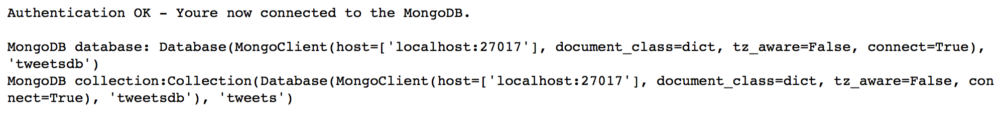 Authentication OK - Youre now connected to the MongoDB.
MongoDB database: Database(MongoClient(host=['localhost:27017'], document_class=dict, tz_aware=False, connect=True),
'tweetsdb')
MongoDB collection:Collection(Database(MongoClient(host=['localhost:27017'], document_class=dict, tz_aware=False, con
nect=True), 'tweetsdb'), 'tweets')